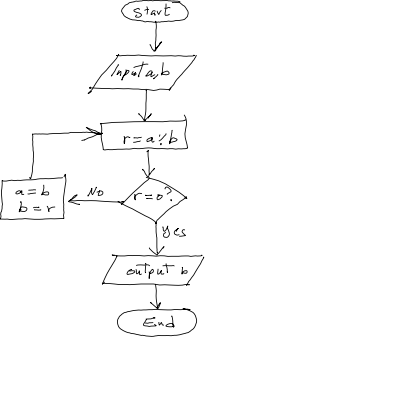 Start
Input a,b
r = a % b
r = 0?
No
a = b
b = r
yes
output b
End